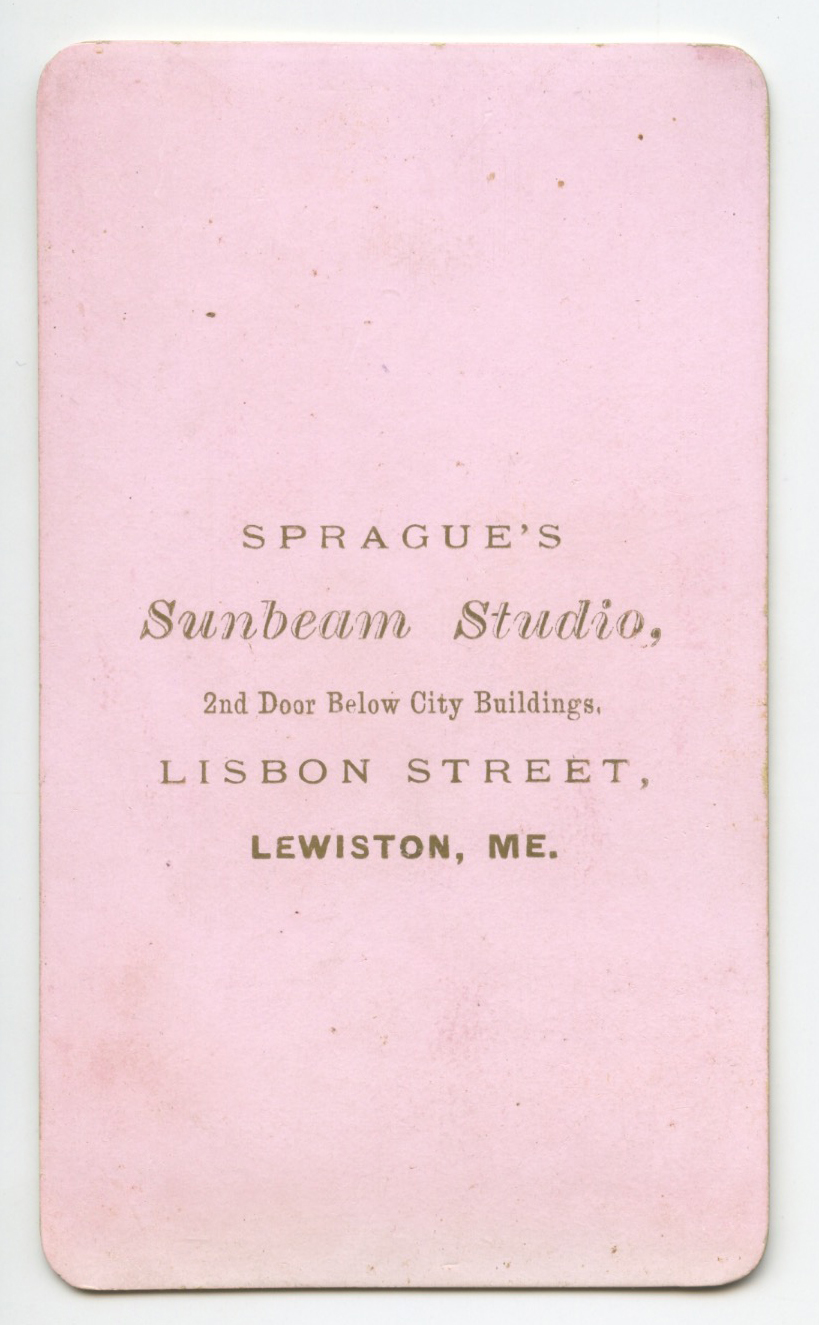 SPRAGUE'S
Sunbeam Studio,
2nd Door Below City Buildings,
LISBON STREET,
LEWISTON, ME.